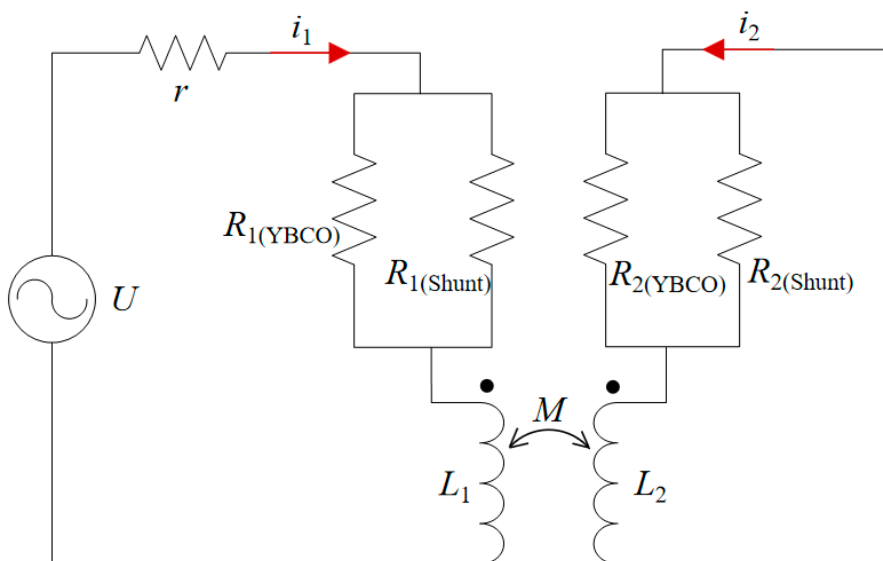 i₁
i₂
r
R₁(YBCO)
R₁(Shunt)
R₂(YBCO)
R₂(Shunt)
U
M
L₁
L₂